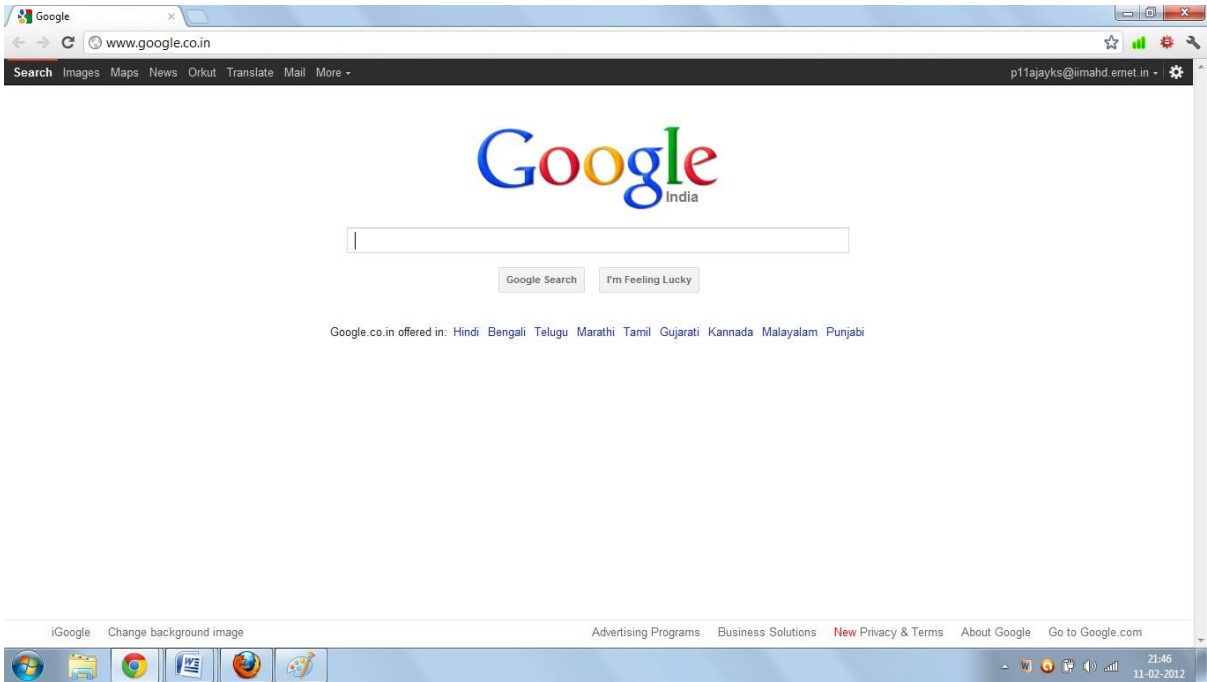 Google
www.google.co.in
Search Images Maps News Orkut Translate Mail More
p11ajayks@iimahd.ernet.in
Google
India
Google Search I'm Feeling Lucky
Google.co.in offered in: Hindi Bengali Telugu Marathi Tamil Gujarati Kannada Malayalam Punjabi
iGoogle Change background image Advertising Programs Business Solutions New Privacy & Terms About Google Go to Google.com
21:46
11-02-2012